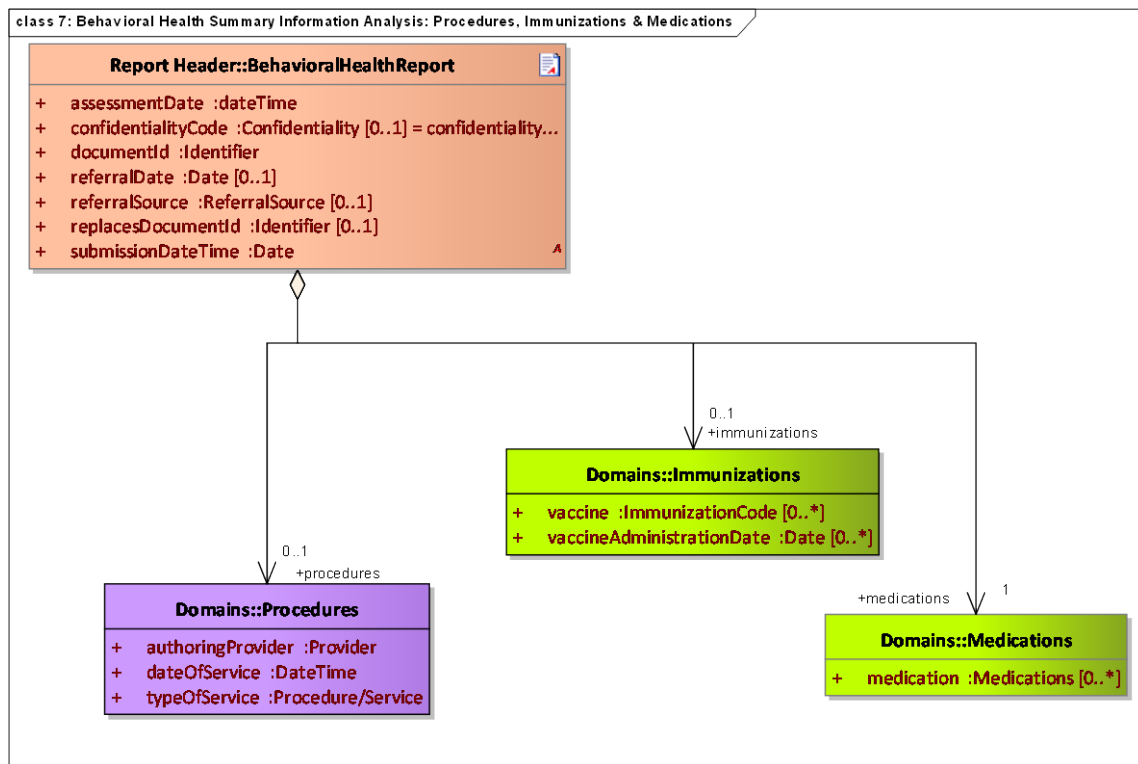 class 7: Behavioral Health Summary Information Analysis: Procedures, Immunizations & Medications
Report Header::BehavioralHealthReport
+ assessmentDate :dateTime
+ confidentialityCode :Confidentiality [0..1] = confidentiality...
+ documentId :Identifier
+ referralDate :Date [0..1]
+ referralSource :ReferralSource [0..1]
+ replacesDocumentId :Identifier [0..1]
+ submissionDateTime :Date
A
0..1
+immunizations
Domains::Immunizations
+ vaccine :ImmunizationCode [0..*]
+ vaccineAdministrationDate :Date [0..*]
0..1
+procedures
Domains::Procedures
+ authoringProvider :Provider
+ dateOfService :DateTime
+ typeOfService :Procedure/Service
+medications 1
Domains::Medications
+ medication :Medications [0..*]